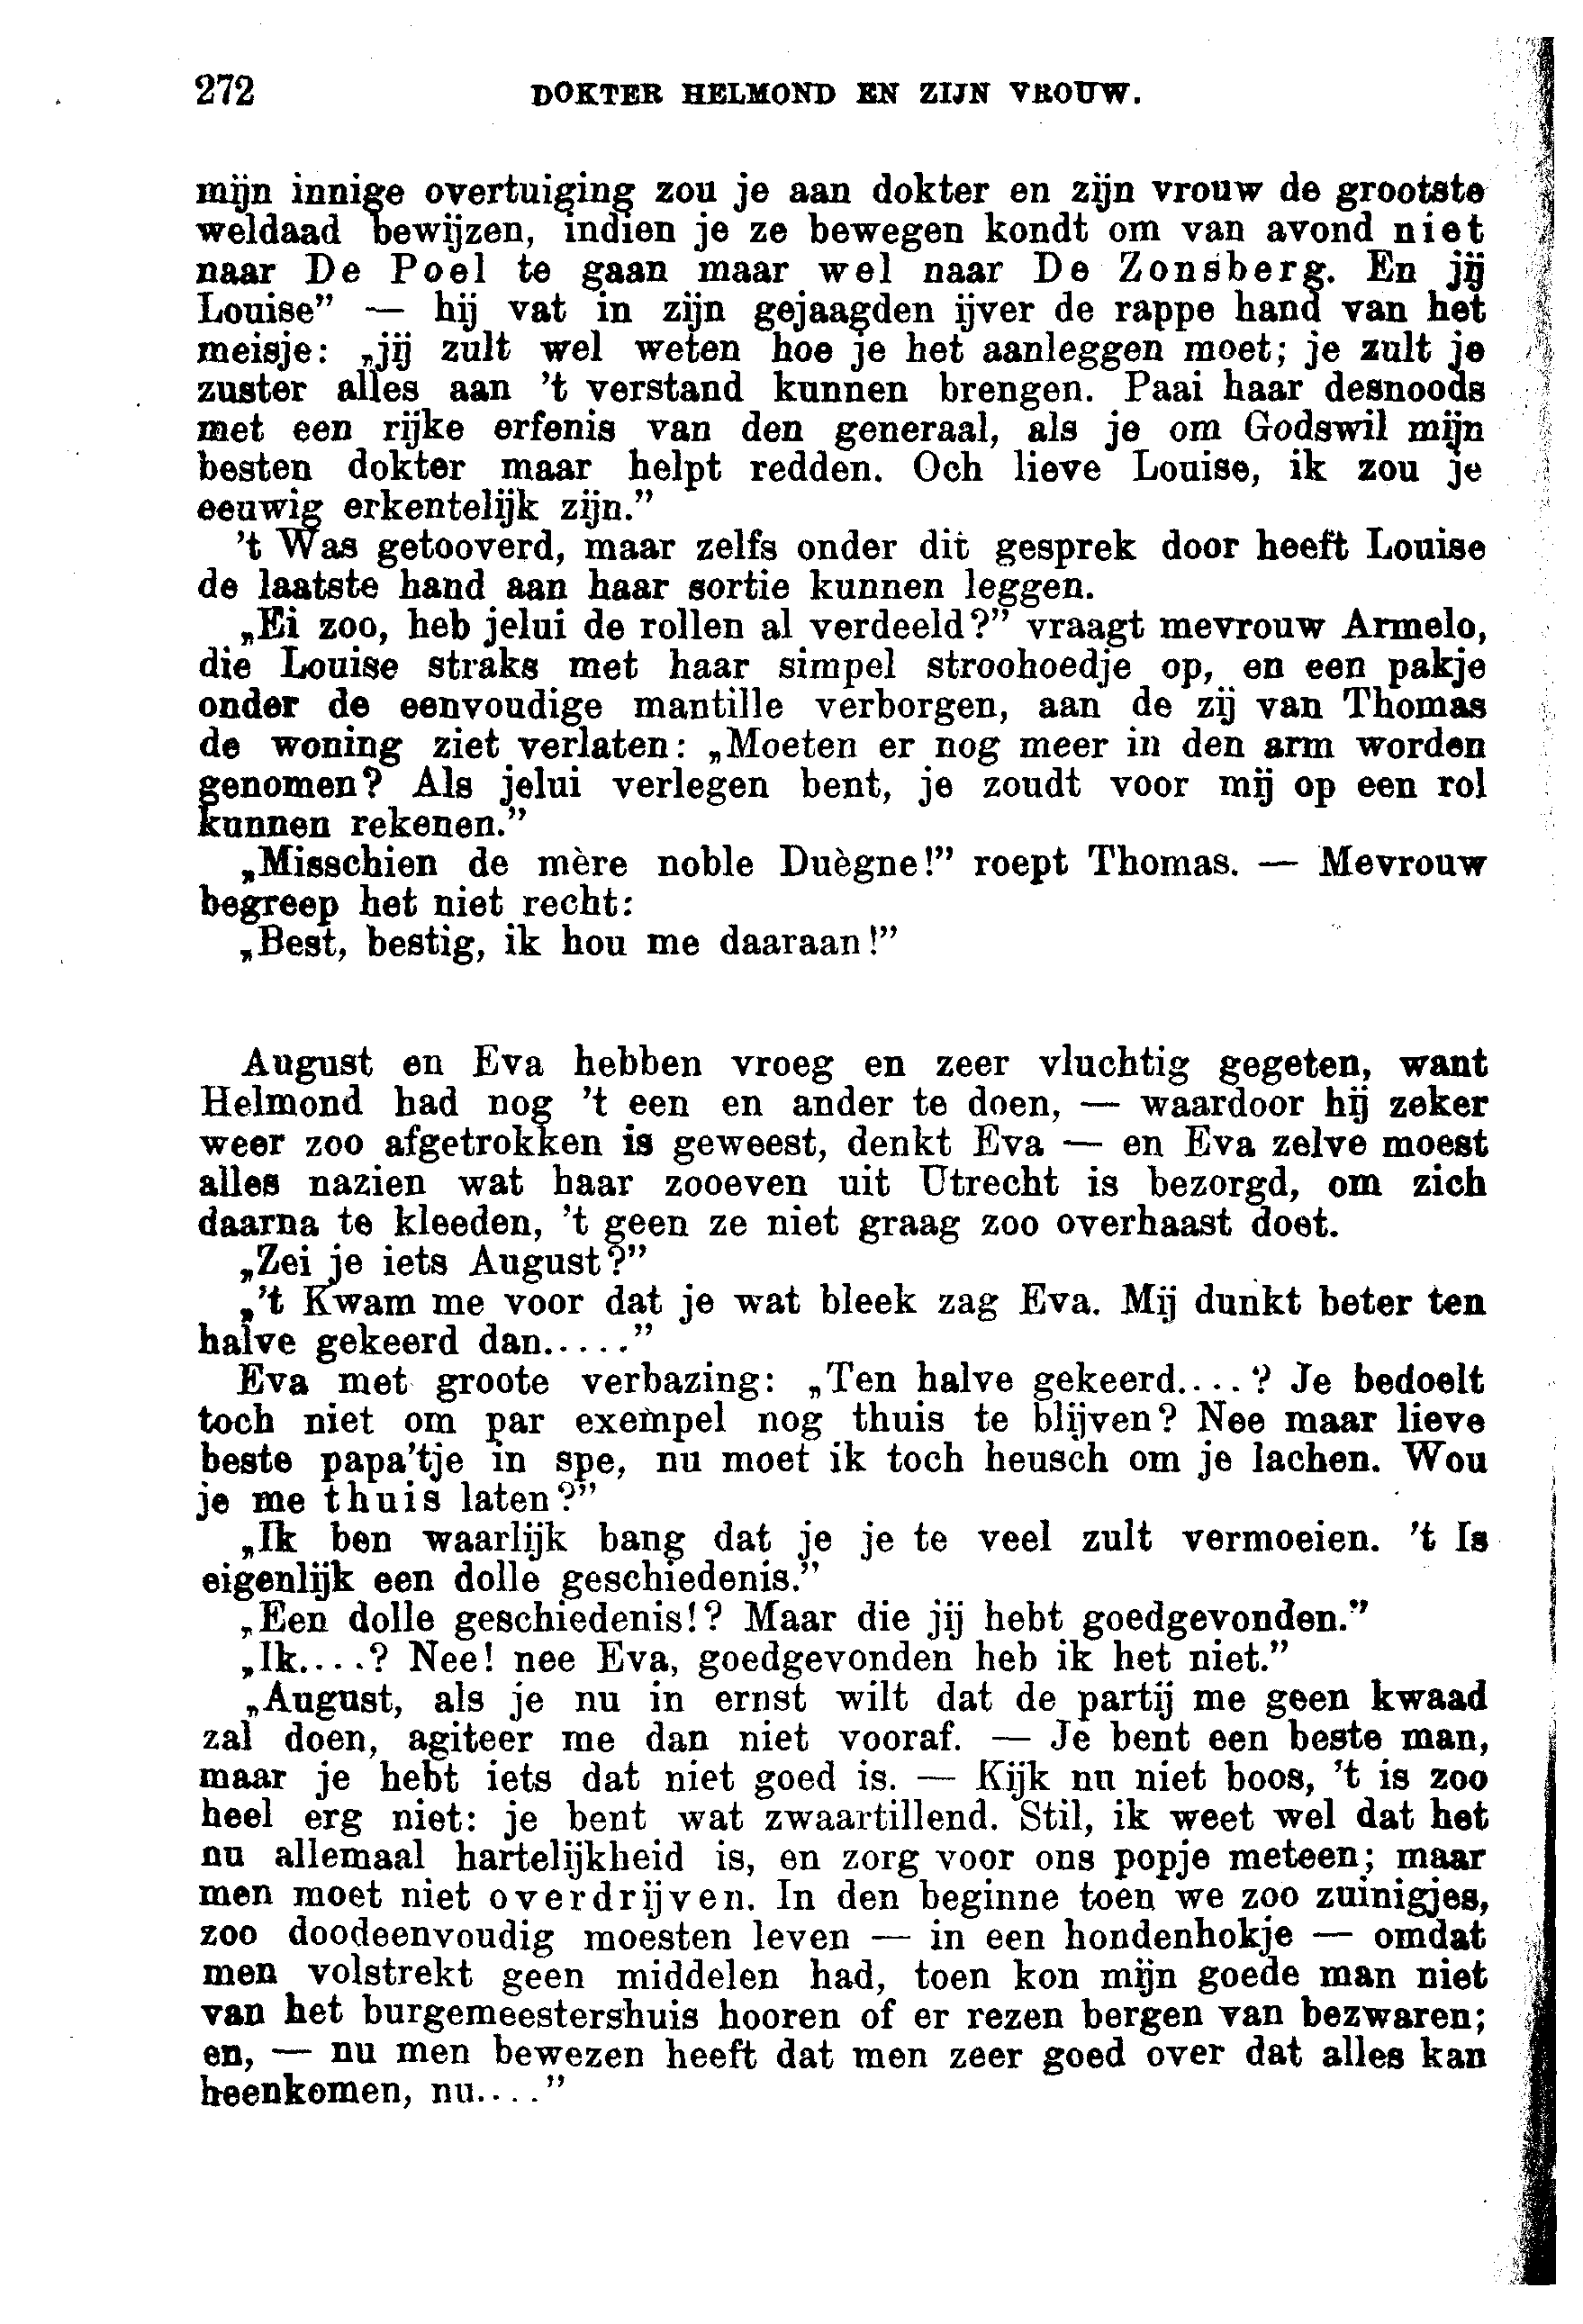 272 DOKTER HELMOND EN ZIJN VROUW.
mijn innige overtuiging zou je aan dokter en zijn vrouw de grootste
weldaad bewijzen, indien je ze bewegen kondt om van avond niet
naar De Poel te gaan maar wel naar De Zonsberg. En jij
Louise” — hij vat in zijn gejaagden ijver de rappe hand van het
meisje: „jij zult wel weten hoe je het aanleggen moet; je zult je
zuster alles aan ’t verstand kunnen brengen. Paai haar desnoods
met een rijke erfenis van den generaal, als je om Godswil mijn
besten dokter maar helpt redden. Och lieve Louise, ik zou je
eeuwig erkentelijk zijn.”
’t Was getooverd, maar zelfs onder dit gesprek door heeft Louise
de laatste hand aan haar sortie kunnen leggen.
„Ei zoo, heb jelui de rollen al verdeeld?” vraagt mevrouw Armelo,
die Louise straks met haar simpel stroohoedje op, en een pakje
onder de eenvoudige mantille verborgen, aan de zij van Thomas
de woning ziet verlaten: „Moeten er nog meer in den arm worden
genomen? Als jelui verlegen bent, je zoudt voor mij op een rol
kunnen rekenen.”
„Misschien de mère noble Duègne!” roept Thomas. — Mevrouw
begreep het niet recht:
„Best, bestig, ik hou me daaraan!”
August en Eva hebben vroeg en zeer vluchtig gegeten, want
Helmond had nog ’t een en ander te doen, — waardoor hij zeker
weer zoo afgetrokken is geweest, denkt Eva — en Eva zelve moest
alles nazien wat haar zooeven uit Utrecht is bezorgd, om zich
daarna te kleeden, ’t geen ze niet graag zoo overhaast doet.
„Zei je iets August?”
„’t Kwam me voor dat je wat bleek zag Eva. Mij dunkt beter ten
halve gekeerd dan.....”
Eva met groote verbazing: „Ten halve gekeerd....? Je bedoelt
toch niet om par exempel nog thuis te blijven? Nee maar lieve
beste papa’tje in spe, nu moet ik toch heusch om je lachen. Wou
je me thuis laten?”
„Ik ben waarlijk bang dat je je te veel zult vermoeien. ’t Is
eigenlijk een dolle geschiedenis.”
„Een dolle geschiedenis!? Maar die jij hebt goedgevonden.”
„Ik....? Nee! nee Eva, goedgevonden heb ik het niet.”
„August, als je nu in ernst wilt dat de partij me geen kwaad
zal doen, agiteer me dan niet vooraf. — Je bent een beste man,
maar je hebt iets dat niet goed is. — Kijk nu niet boos, ’t is zoo
heel erg niet: je bent wat zwaartillend. Stil, ik weet wel dat het
nu allemaal hartelijkheid is, en zorg voor ons popje meteen; maar
men moet niet overdrijven. In den beginne toen we zoo zuinigjes,
zoo doodeenvoudig moesten leven — in een hondenhokje — omdat
men volstrekt geen middelen had, toen kon mijn goede man niet
van het burgemeestershuis hooren of er rezen bergen van bezwaren;
en, — nu men bewezen heeft dat men zeer goed over dat alles kan
heenkomen, nu....”